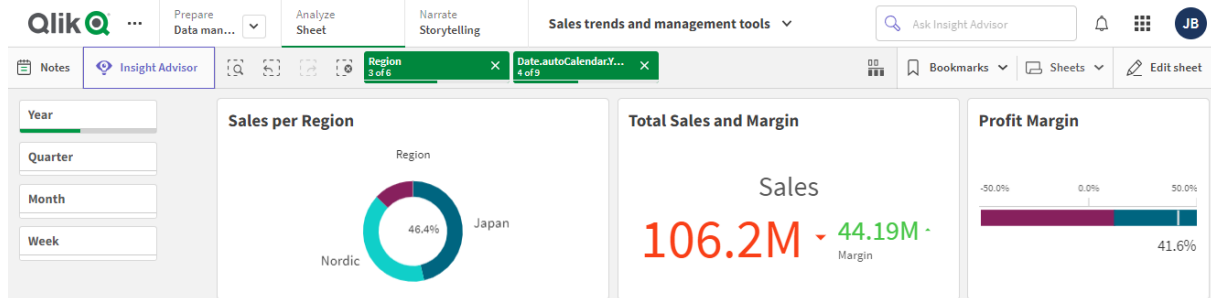 Qlik
Prepare
Data man...
Analyze
Sheet
Narrate
Storytelling
Sales trends and management tools
Ask Insight Advisor
JB
Notes
Insight Advisor
Region
3 of 6
Date.autoCalendar.Y...
4 of 9
Bookmarks
Sheets
Edit sheet
Year
Quarter
Month
Week
Sales per Region
Region
46.4%
Japan
Nordic
Total Sales and Margin
Sales
106.2M
44.19M
Margin
Profit Margin
-50.0% 0.0% 50.0%
41.6%